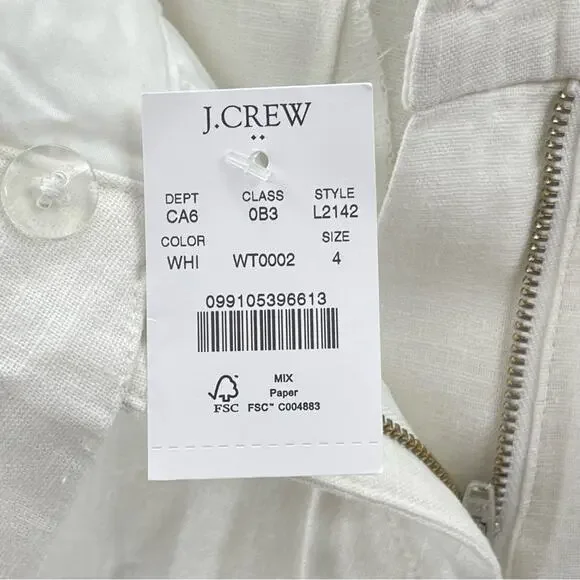 J.CREW
DEPT CLASS STYLE
CA6 0B3 L2142
COLOR SIZE
WHI WT0002 4
099105396613
MIX
Paper
FSC™ C004883
FSC